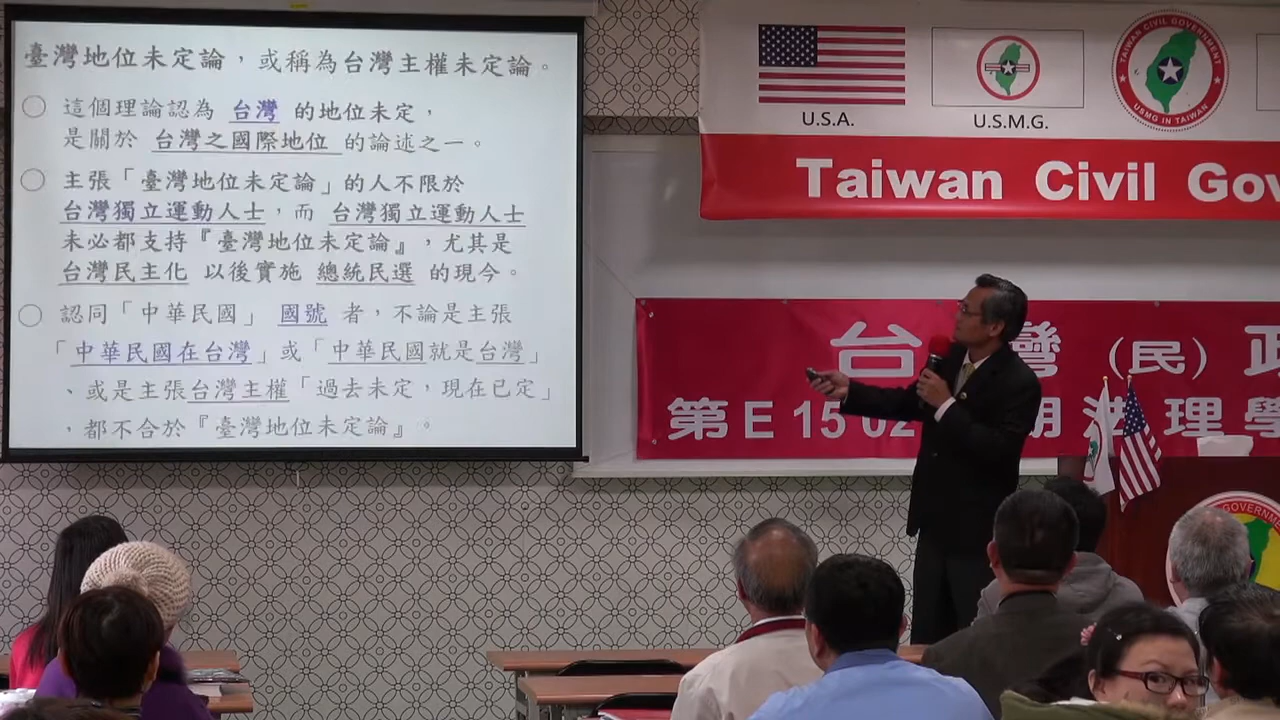 臺灣地位未定論，或稱為台灣主權未定論。
○ 這個理論認為 台灣 的地位未定，
是關於 台灣之國際地位 的論述之一。
○ 主張「臺灣地位未定論」的人不限於
台灣獨立運動人士，而 台灣獨立運動人士
未必都支持『臺灣地位未定論』，尤其是
台灣民主化 以後實施 總統民選 的現今。
○ 認同「中華民國」 國號 者，不論是主張
「中華民國在台灣」或「中華民國就是台灣」
、或是主張台灣主權「過去未定，現在已定」
，都不合於『臺灣地位未定論』。
U.S.A.
U.S.M.G.
TAIWAN CIVIL GOVERNMENT
USMG IN TAIWAN
Taiwan Civil Gov
台灣（民）政
第E 15 02 期 洪 理 學
GOVERNM